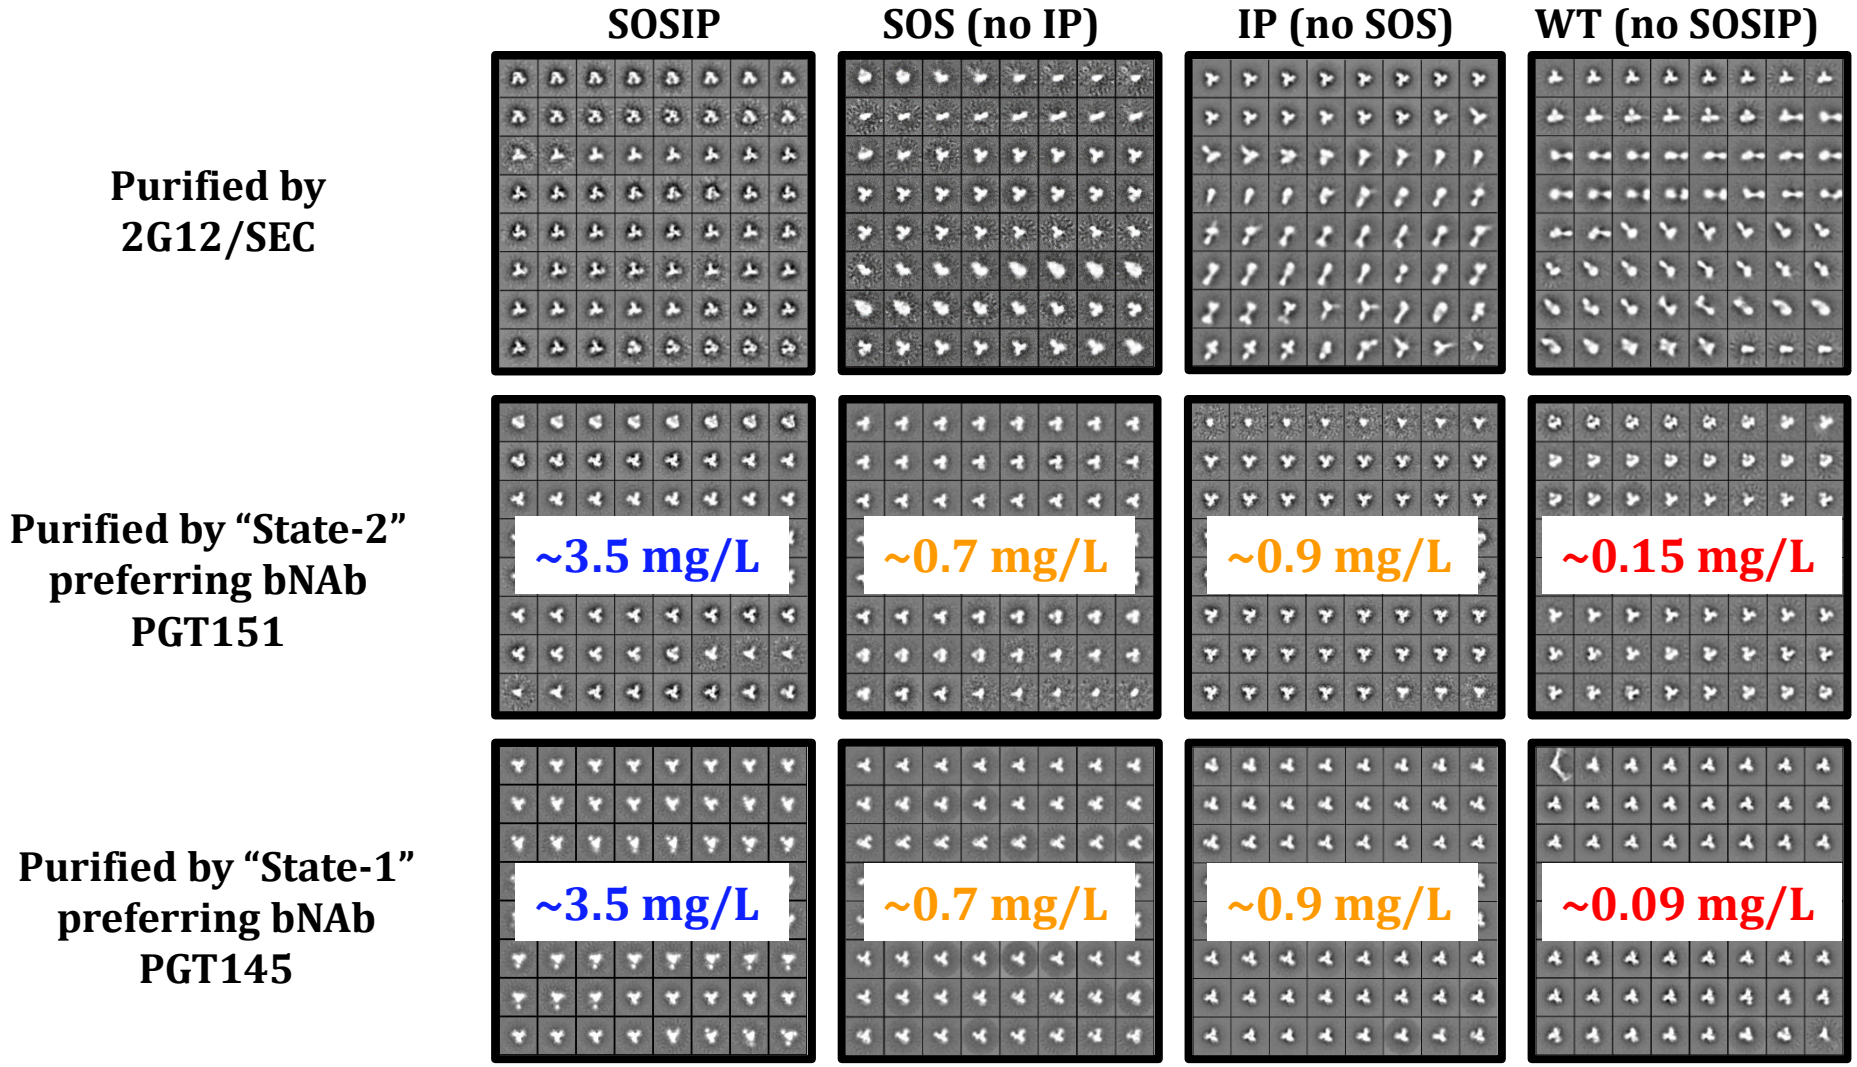 SOSIP
SOS (no IP)
IP (no SOS)
WT (no SOSIP)
Purified by
2G12/SEC
Purified by “State-2”
preferring bNAb
PGT151
~3.5 mg/L
~0.7 mg/L
~0.9 mg/L
~0.15 mg/L
Purified by “State-1”
preferring bNAb
PGT145
~3.5 mg/L
~0.7 mg/L
~0.9 mg/L
~0.09 mg/L